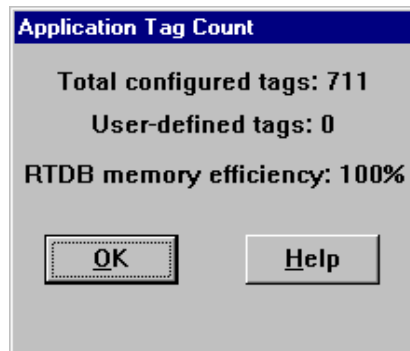 Application Tag Count
Total configured tags: 711
User-defined tags: 0
RTDB memory efficiency: 100%
OK Help